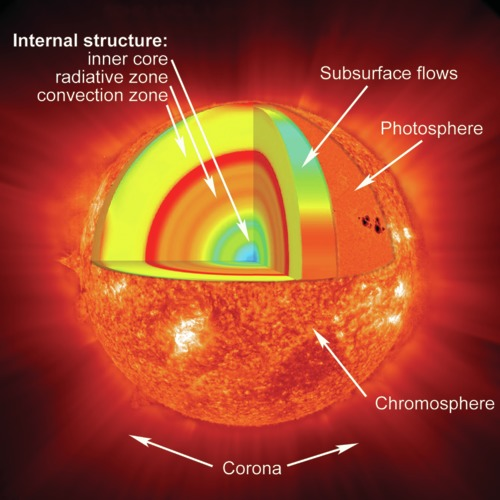 Internal structure:
inner core
radiative zone
convection zone
Subsurface flows
Photosphere
Chromosphere
Corona